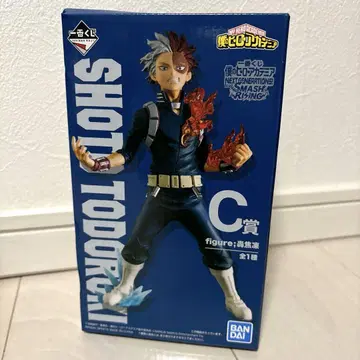 一番くじ
僕のヒーローアカデミア
一番くじ
僕のヒーローアカデミア
NEXT GENERATIONS!
SMASH
RISING
SHOTO TODOROKI
C賞
figure;轟焦凍
全1種
BANDAI